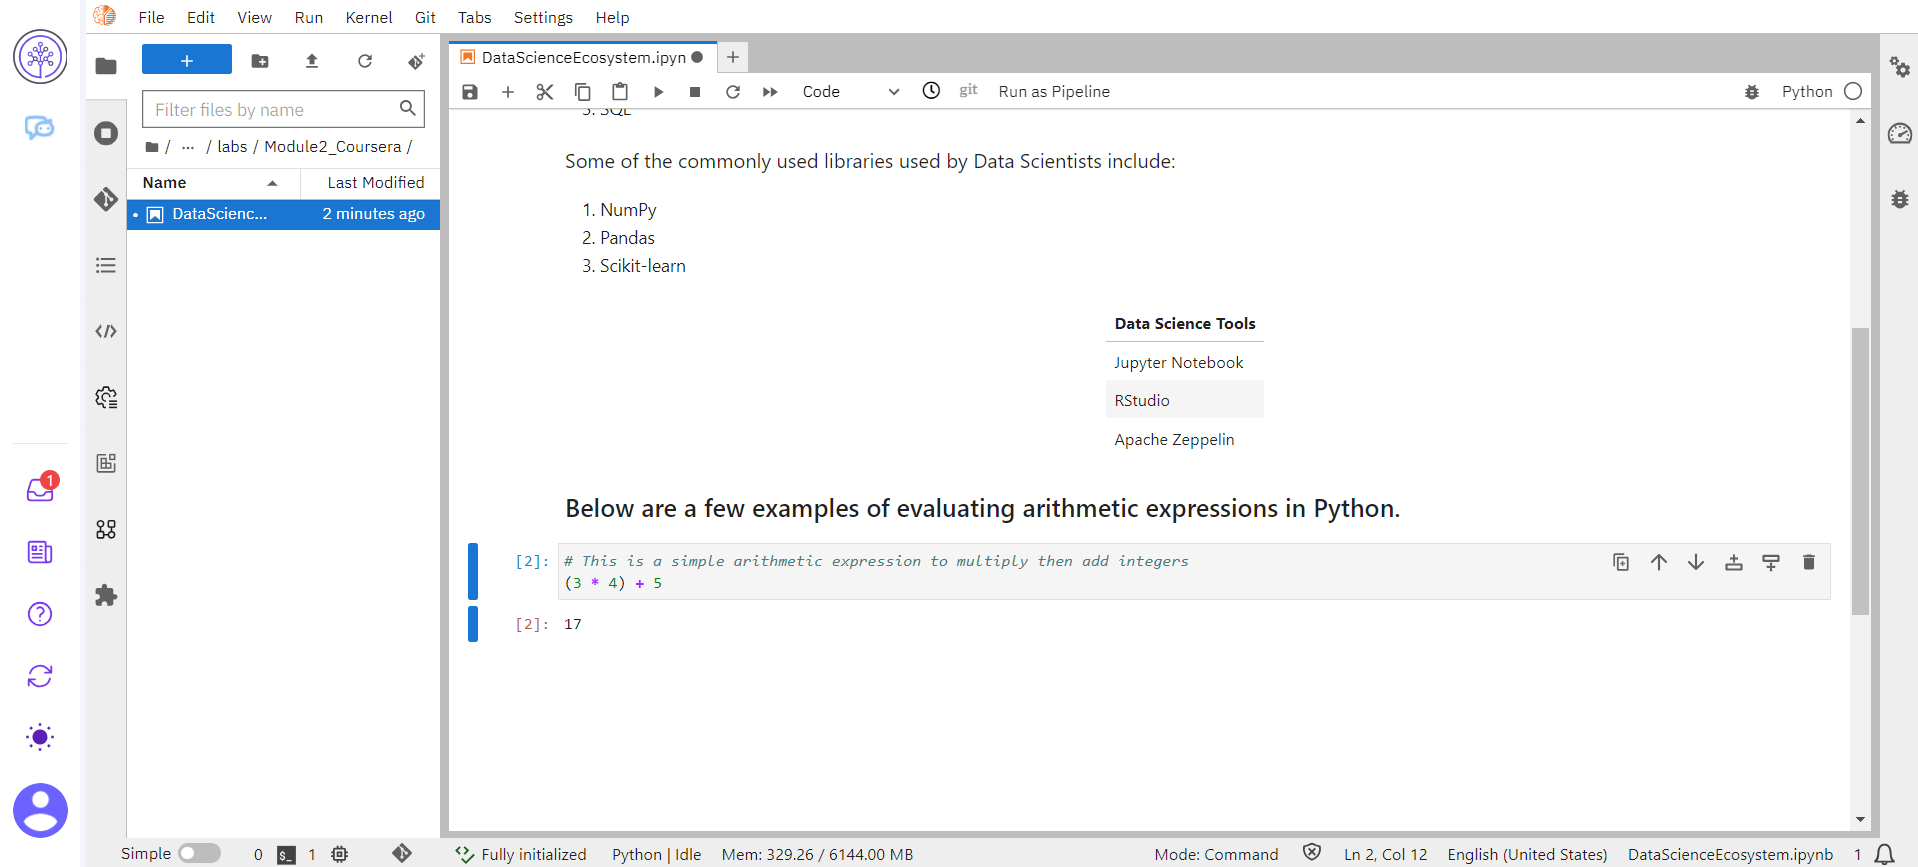 File Edit View Run Kernel Git Tabs Settings Help
DataScienceEcosystem.ipyn
Code
git
Run as Pipeline
Python
Filter files by name
/ ... / labs / Module2_Coursera /
Name Last Modified
DataScienc... 2 minutes ago
1
3. SQL
Some of the commonly used libraries used by Data Scientists include:
1. NumPy
2. Pandas
3. Scikit-learn
Data Science Tools
Jupyter Notebook
RStudio
Apache Zeppelin
Below are a few examples of evaluating arithmetic expressions in Python.
[2]: # This is a simple arithmetic expression to multiply then add integers
(3 * 4) + 5
[2]: 17
Simple 0 $_ 1 Fully initialized Python | Idle Mem: 329.26 / 6144.00 MB Mode: Command Ln 2, Col 12 English (United States) DataScienceEcosystem.ipynb 1